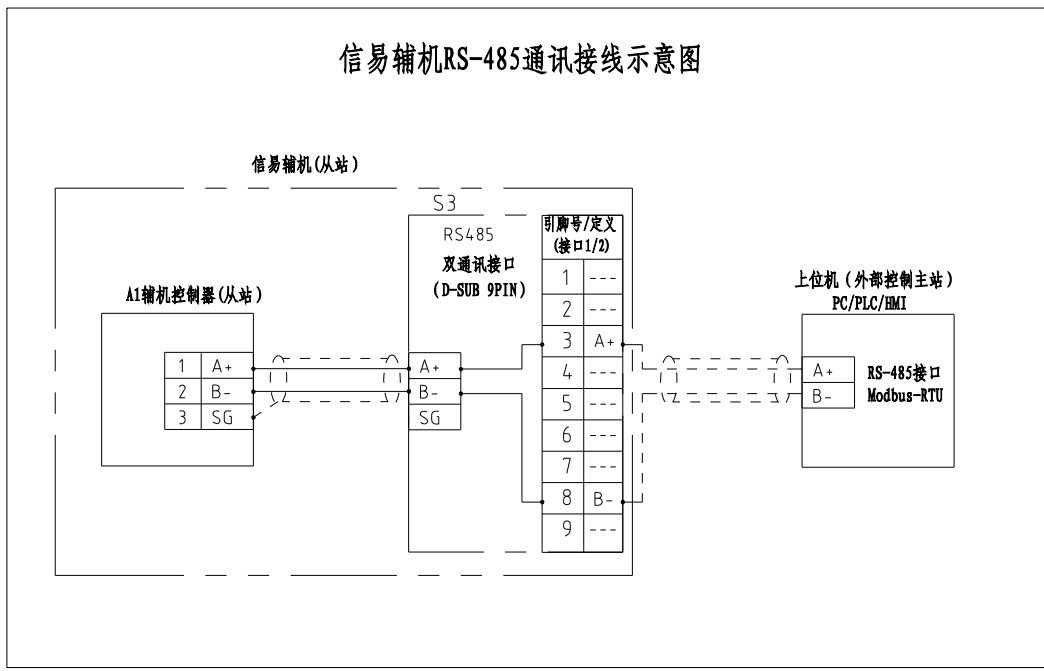 信易辅机RS-485通讯接线示意图
信易辅机(从站)
S3
RS485
双通讯接口
(D-SUB 9PIN)
引脚号/定义
(接口1/2)
1 ---
2 ---
3 A+
4 ---
5 ---
6 ---
7 ---
8 B-
9 ---
A1辅机控制器(从站)
1 A+
2 B-
3 SG
A+
B-
SG
上位机(外部控制主站)
PC/PLC/HMI
A+
B-
RS-485接口
Modbus-RTU